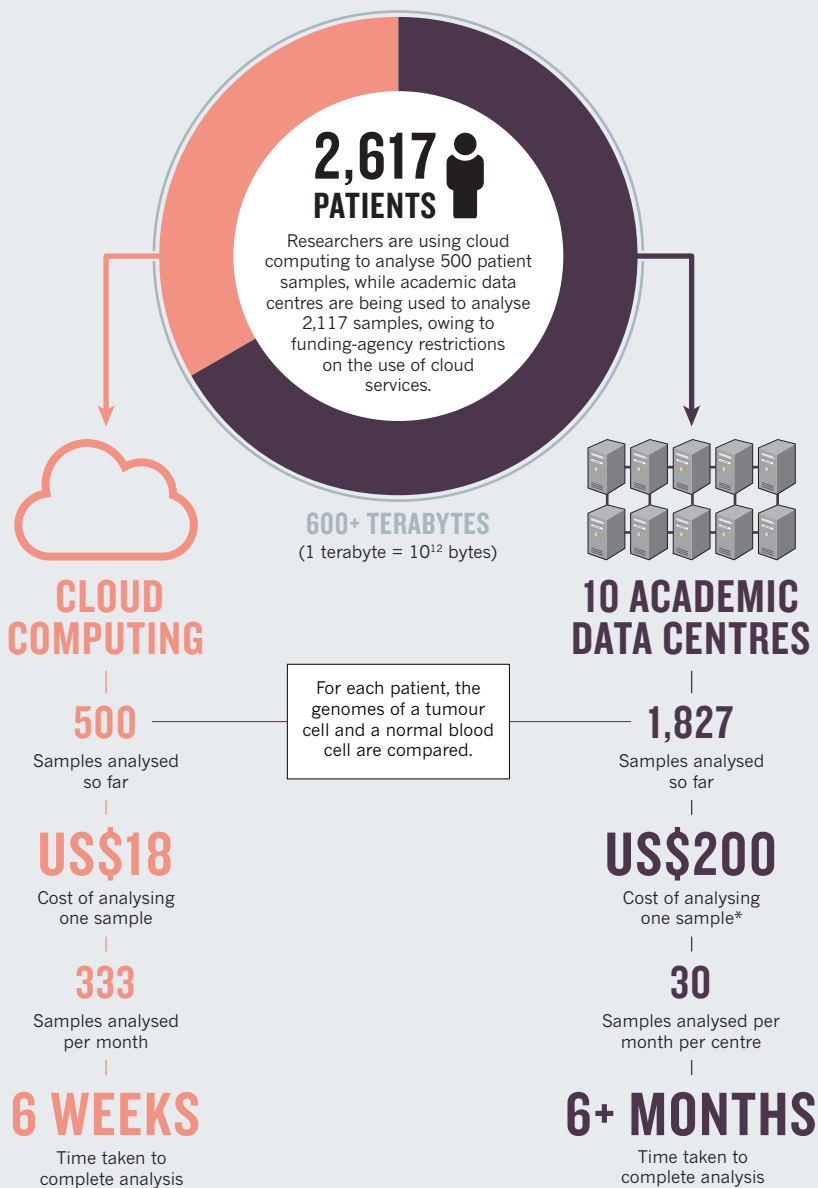 2,617
PATIENTS
Researchers are using cloud
computing to analyse 500 patient
samples, while academic data
centres are being used to analyse
2,117 samples, owing to
funding-agency restrictions
on the use of cloud
services.
600+ TERABYTES
(1 terabyte = 10¹² bytes)
CLOUD
COMPUTING
500
Samples analysed
so far
US$18
Cost of analysing
one sample
333
Samples analysed
per month
6 WEEKS
Time taken to
complete analysis
For each patient, the
genomes of a tumour
cell and a normal blood
cell are compared.
10 ACADEMIC
DATA CENTRES
1,827
Samples analysed
so far
US$200
Cost of analysing
one sample*
30
Samples analysed per
month per centre
6+ MONTHS
Time taken to
complete analysis